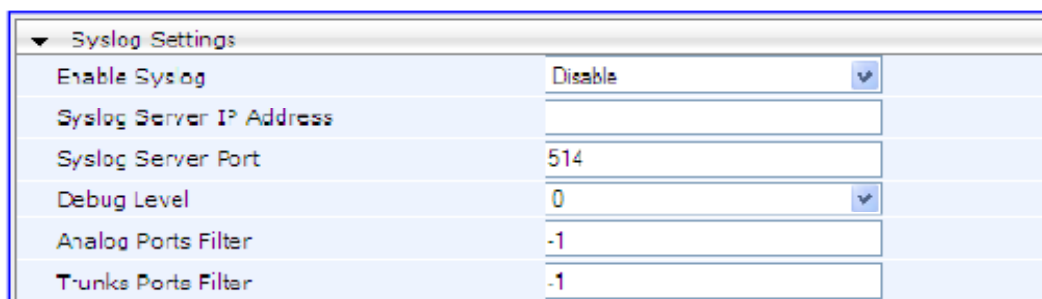 Syslog Settings
Enable Syslog Disable
Syslog Server IP Address
Syslog Server Port 514
Debug Level 0
Analog Ports Filter -1
Trunks Ports Filter -1